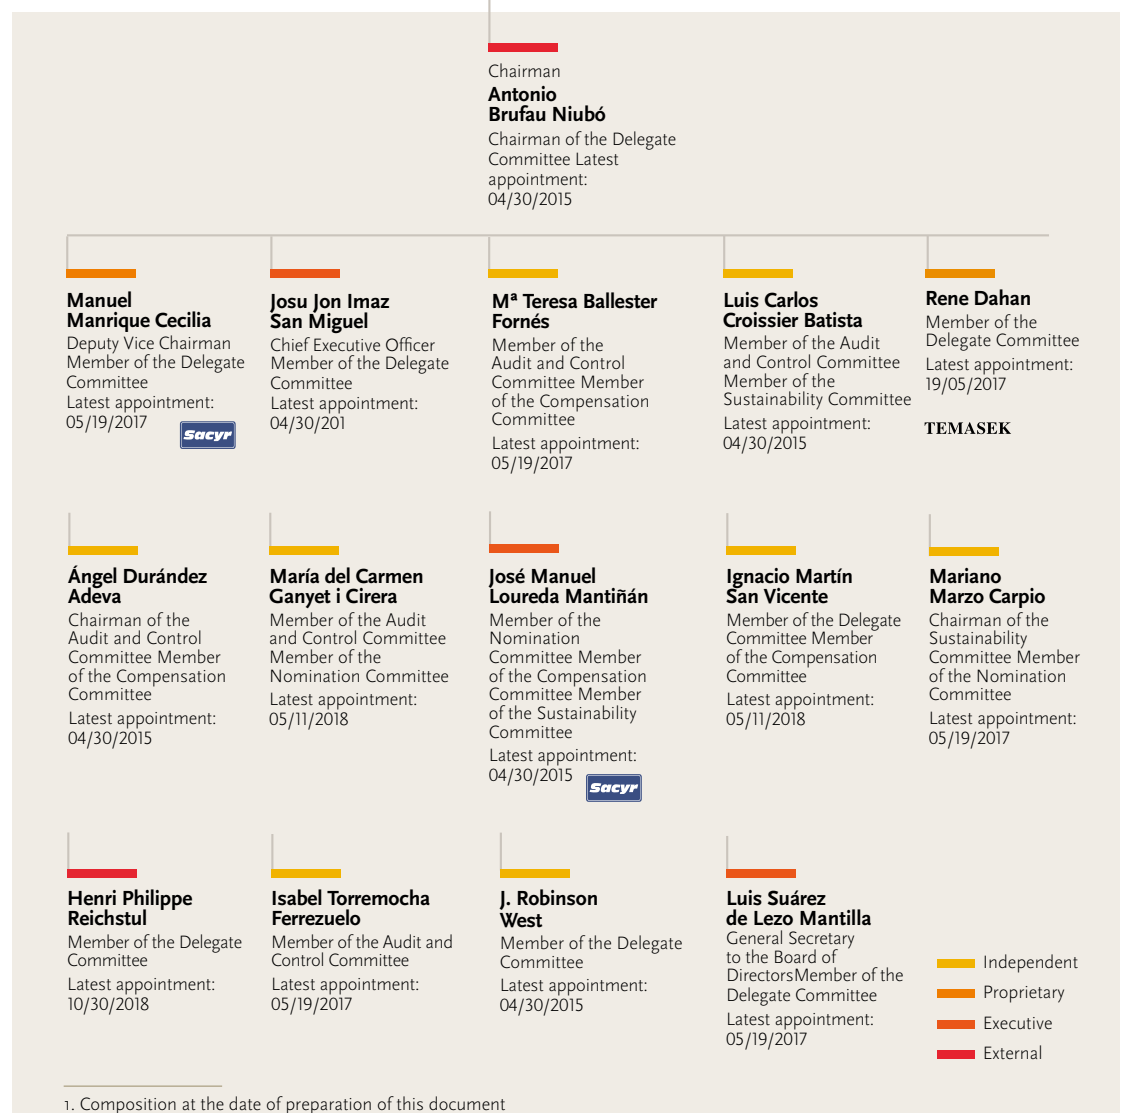 Chairman
Antonio
Brufau Niubó
Chairman of the Delegate
Committee Latest
appointment:
04/30/2015
Manuel
Manrique Cecilia
Deputy Vice Chairman
Member of the Delegate
Committee
Latest appointment:
05/19/2017
Sacyr
Josu Jon Imaz
San Miguel
Chief Executive Officer
Member of the Delegate
Committee
Latest appointment:
04/30/201
Mª Teresa Ballester
Fornés
Member of the
Audit and Control
Committee Member
of the Compensation
Committee
Latest appointment:
05/19/2017
Luis Carlos
Croissier Batista
Member of the Audit
and Control Committee
Member of the
Sustainability Committee
Latest appointment:
04/30/2015
Rene Dahan
Member of the
Delegate Committee
Latest appointment:
19/05/2017
TEMASEK
Ángel Durández
Adeva
Chairman of the
Audit and Control
Committee Member
of the Compensation
Committee
Latest appointment:
04/30/2015
María del Carmen
Ganyet i Cirera
Member of the Audit
and Control Committee
Member of the
Nomination Committee
Latest appointment:
05/11/2018
José Manuel
Loureda Mantiñán
Member of the
Nomination
Committee Member
of the Compensation
Committee Member
of the Sustainability
Committee
Latest appointment:
04/30/2015
Sacyr
Ignacio Martín
San Vicente
Member of the Delegate
Committee Member
of the Compensation
Committee
Latest appointment:
05/11/2018
Mariano
Marzo Carpio
Chairman of the
Sustainability
Committee Member
of the Nomination
Committee
Latest appointment:
05/19/2017
Henri Philippe
Reichstul
Member of the Delegate
Committee
Latest appointment:
10/30/2018
Isabel Torremocha
Ferrezuelo
Member of the Audit and
Control Committee
Latest appointment:
05/19/2017
J. Robinson
West
Member of the Delegate
Committee
Latest appointment:
04/30/2015
Luis Suárez
de Lezo Mantilla
General Secretary
to the Board of
DirectorsMember of the
Delegate Committee
Latest appointment:
05/19/2017
Independent
Proprietary
Executive
External
1. Composition at the date of preparation of this document